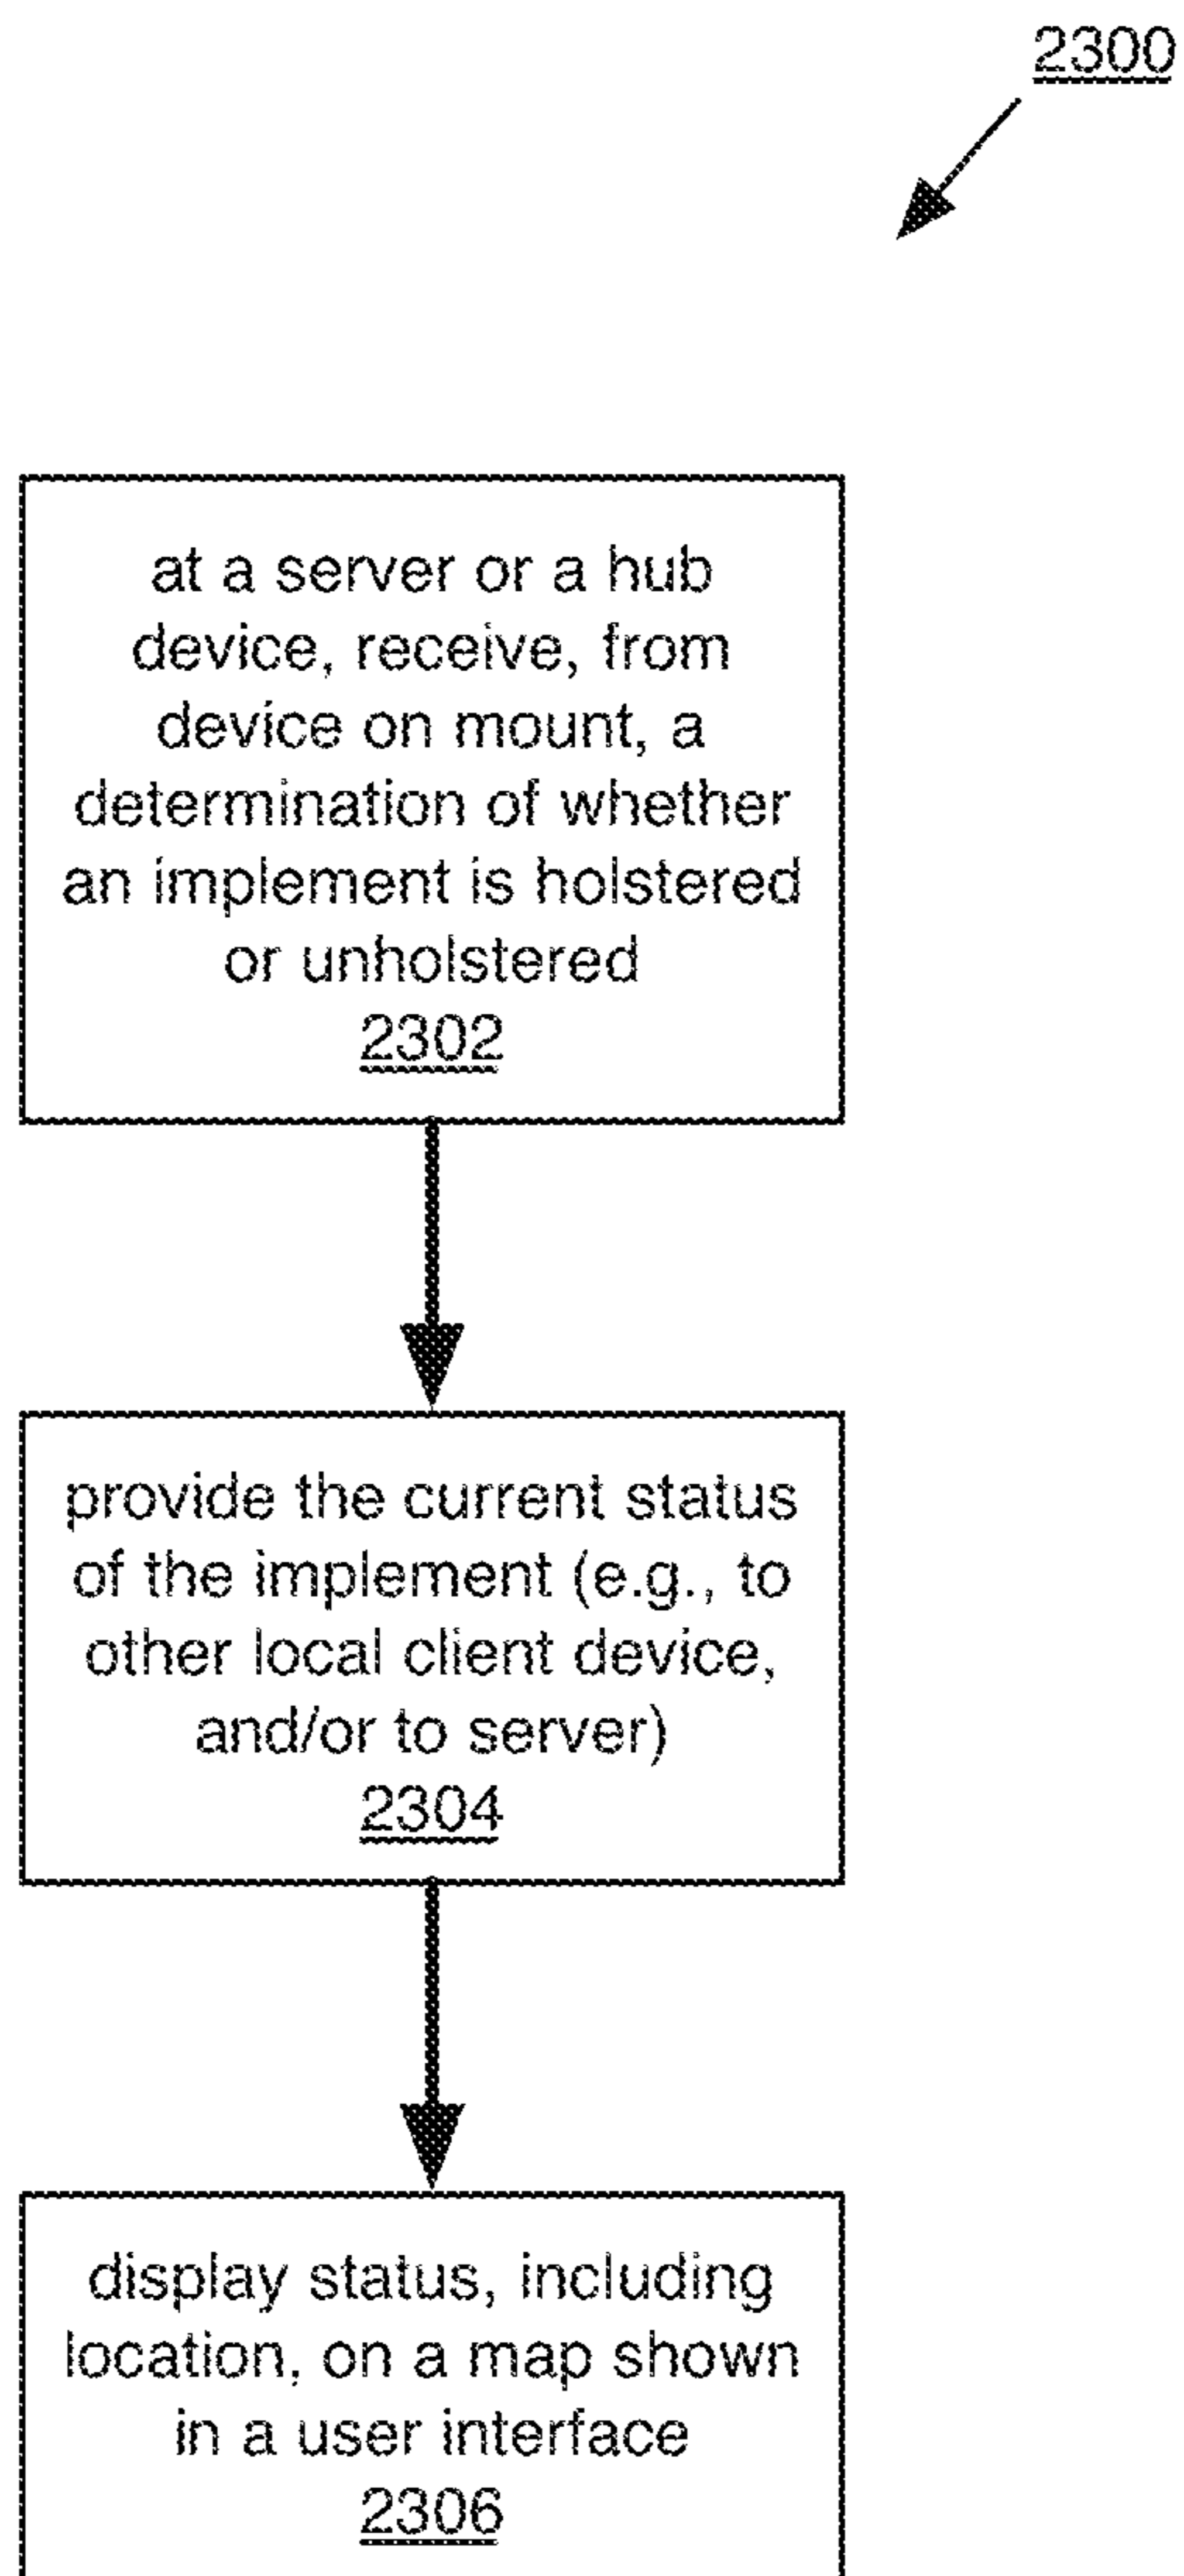 2300
at a server or a hub
device, receive, from
device on mount, a
determination of whether
an implement is holstered
or unholstered
2302
provide the current status
of the implement (e.g., to
other local client device,
and/or to server)
2304
display status, including
location, on a map shown
in a user interface
2306